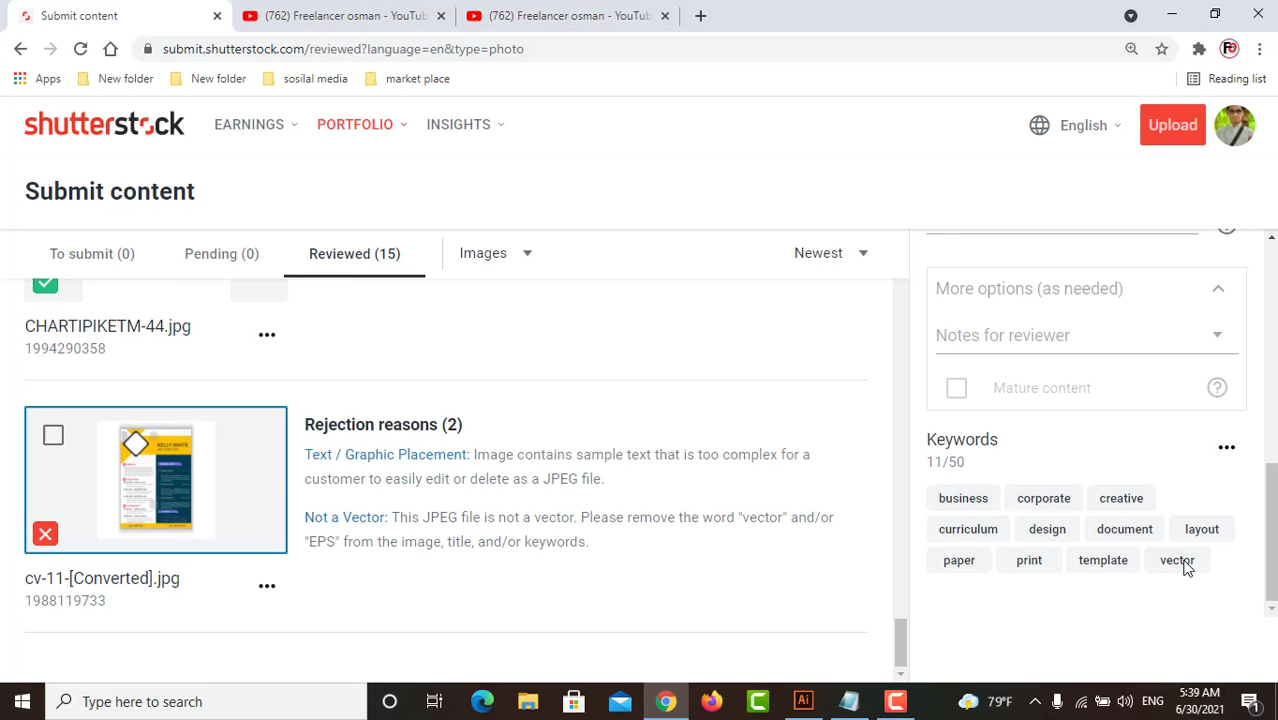 Submit content
(762) Freelancer osman - YouTub
(762) Freelancer osman - YouTub
submit.shutterstock.com/reviewed?language=en&type=photo
Apps
New folder
New folder
sosilal media
market place
Reading list
shutterstock
EARNINGS
PORTFOLIO
INSIGHTS
English
Upload
Submit content
To submit (0)
Pending (0)
Reviewed (15)
Images
Newest
CHARTIPIKETM-44.jpg
1994290358
KELLY WHITE
Rejection reasons (2)
Text / Graphic Placement: Image contains sample text that is too complex for a
customer to easily edit or delete as a JPEG file.
Not a Vector: This JPEG file is not a vector. Please remove the word "vector" and/or
"EPS" from the image, title, and/or keywords.
cv-11-[Converted].jpg
1988119733
More options (as needed)
Notes for reviewer
Mature content
Keywords
11/50
business corporate creative
curriculum design document layout
paper print template vector
Type here to search
79°F
ENG
5:39 AM
6/30/2021